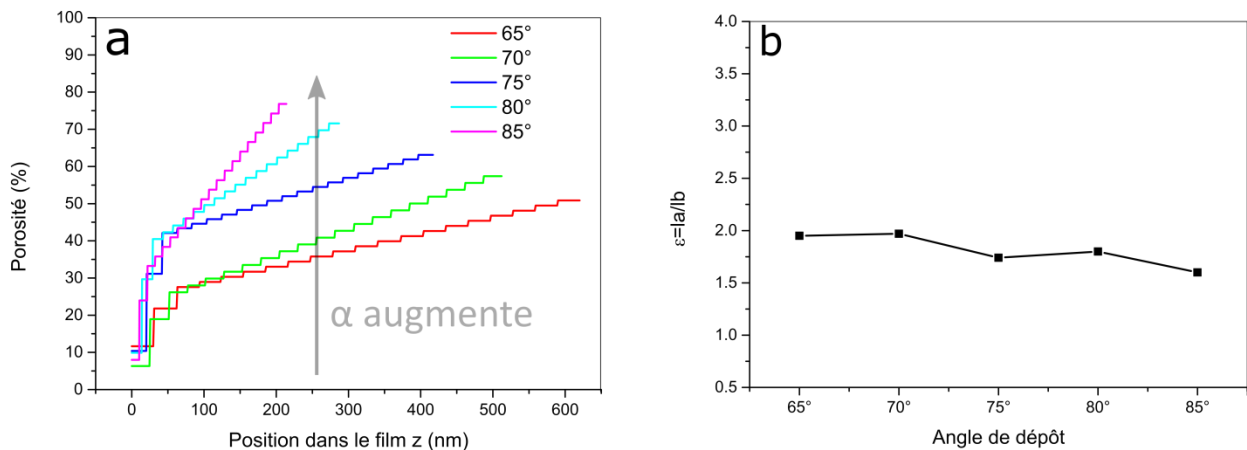 a
Porosité (%)
100
90
80
70
60
50
40
30
20
10
0
65°
70°
75°
80°
85°
α augmente
0 100 200 300 400 500 600
Position dans le film z (nm)
b
ε=la/lb
4.0
3.5
3.0
2.5
2.0
1.5
1.0
0.5
65° 70° 75° 80° 85°
Angle de dépôt